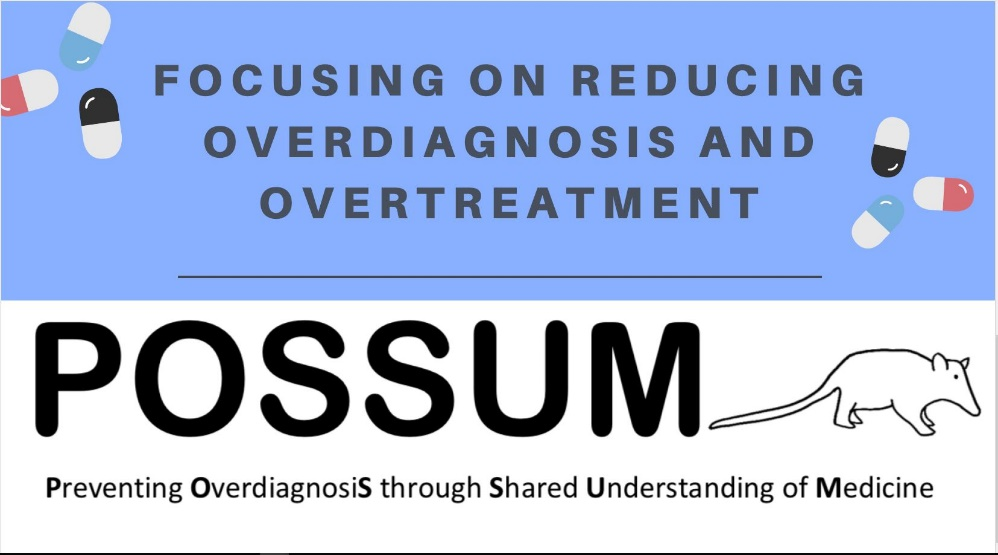 FOCUSING ON REDUCING
OVERDIAGNOSIS AND
OVERTREATMENT
POSSUM
Preventing OverdiagnosiS through Shared Understanding of Medicine